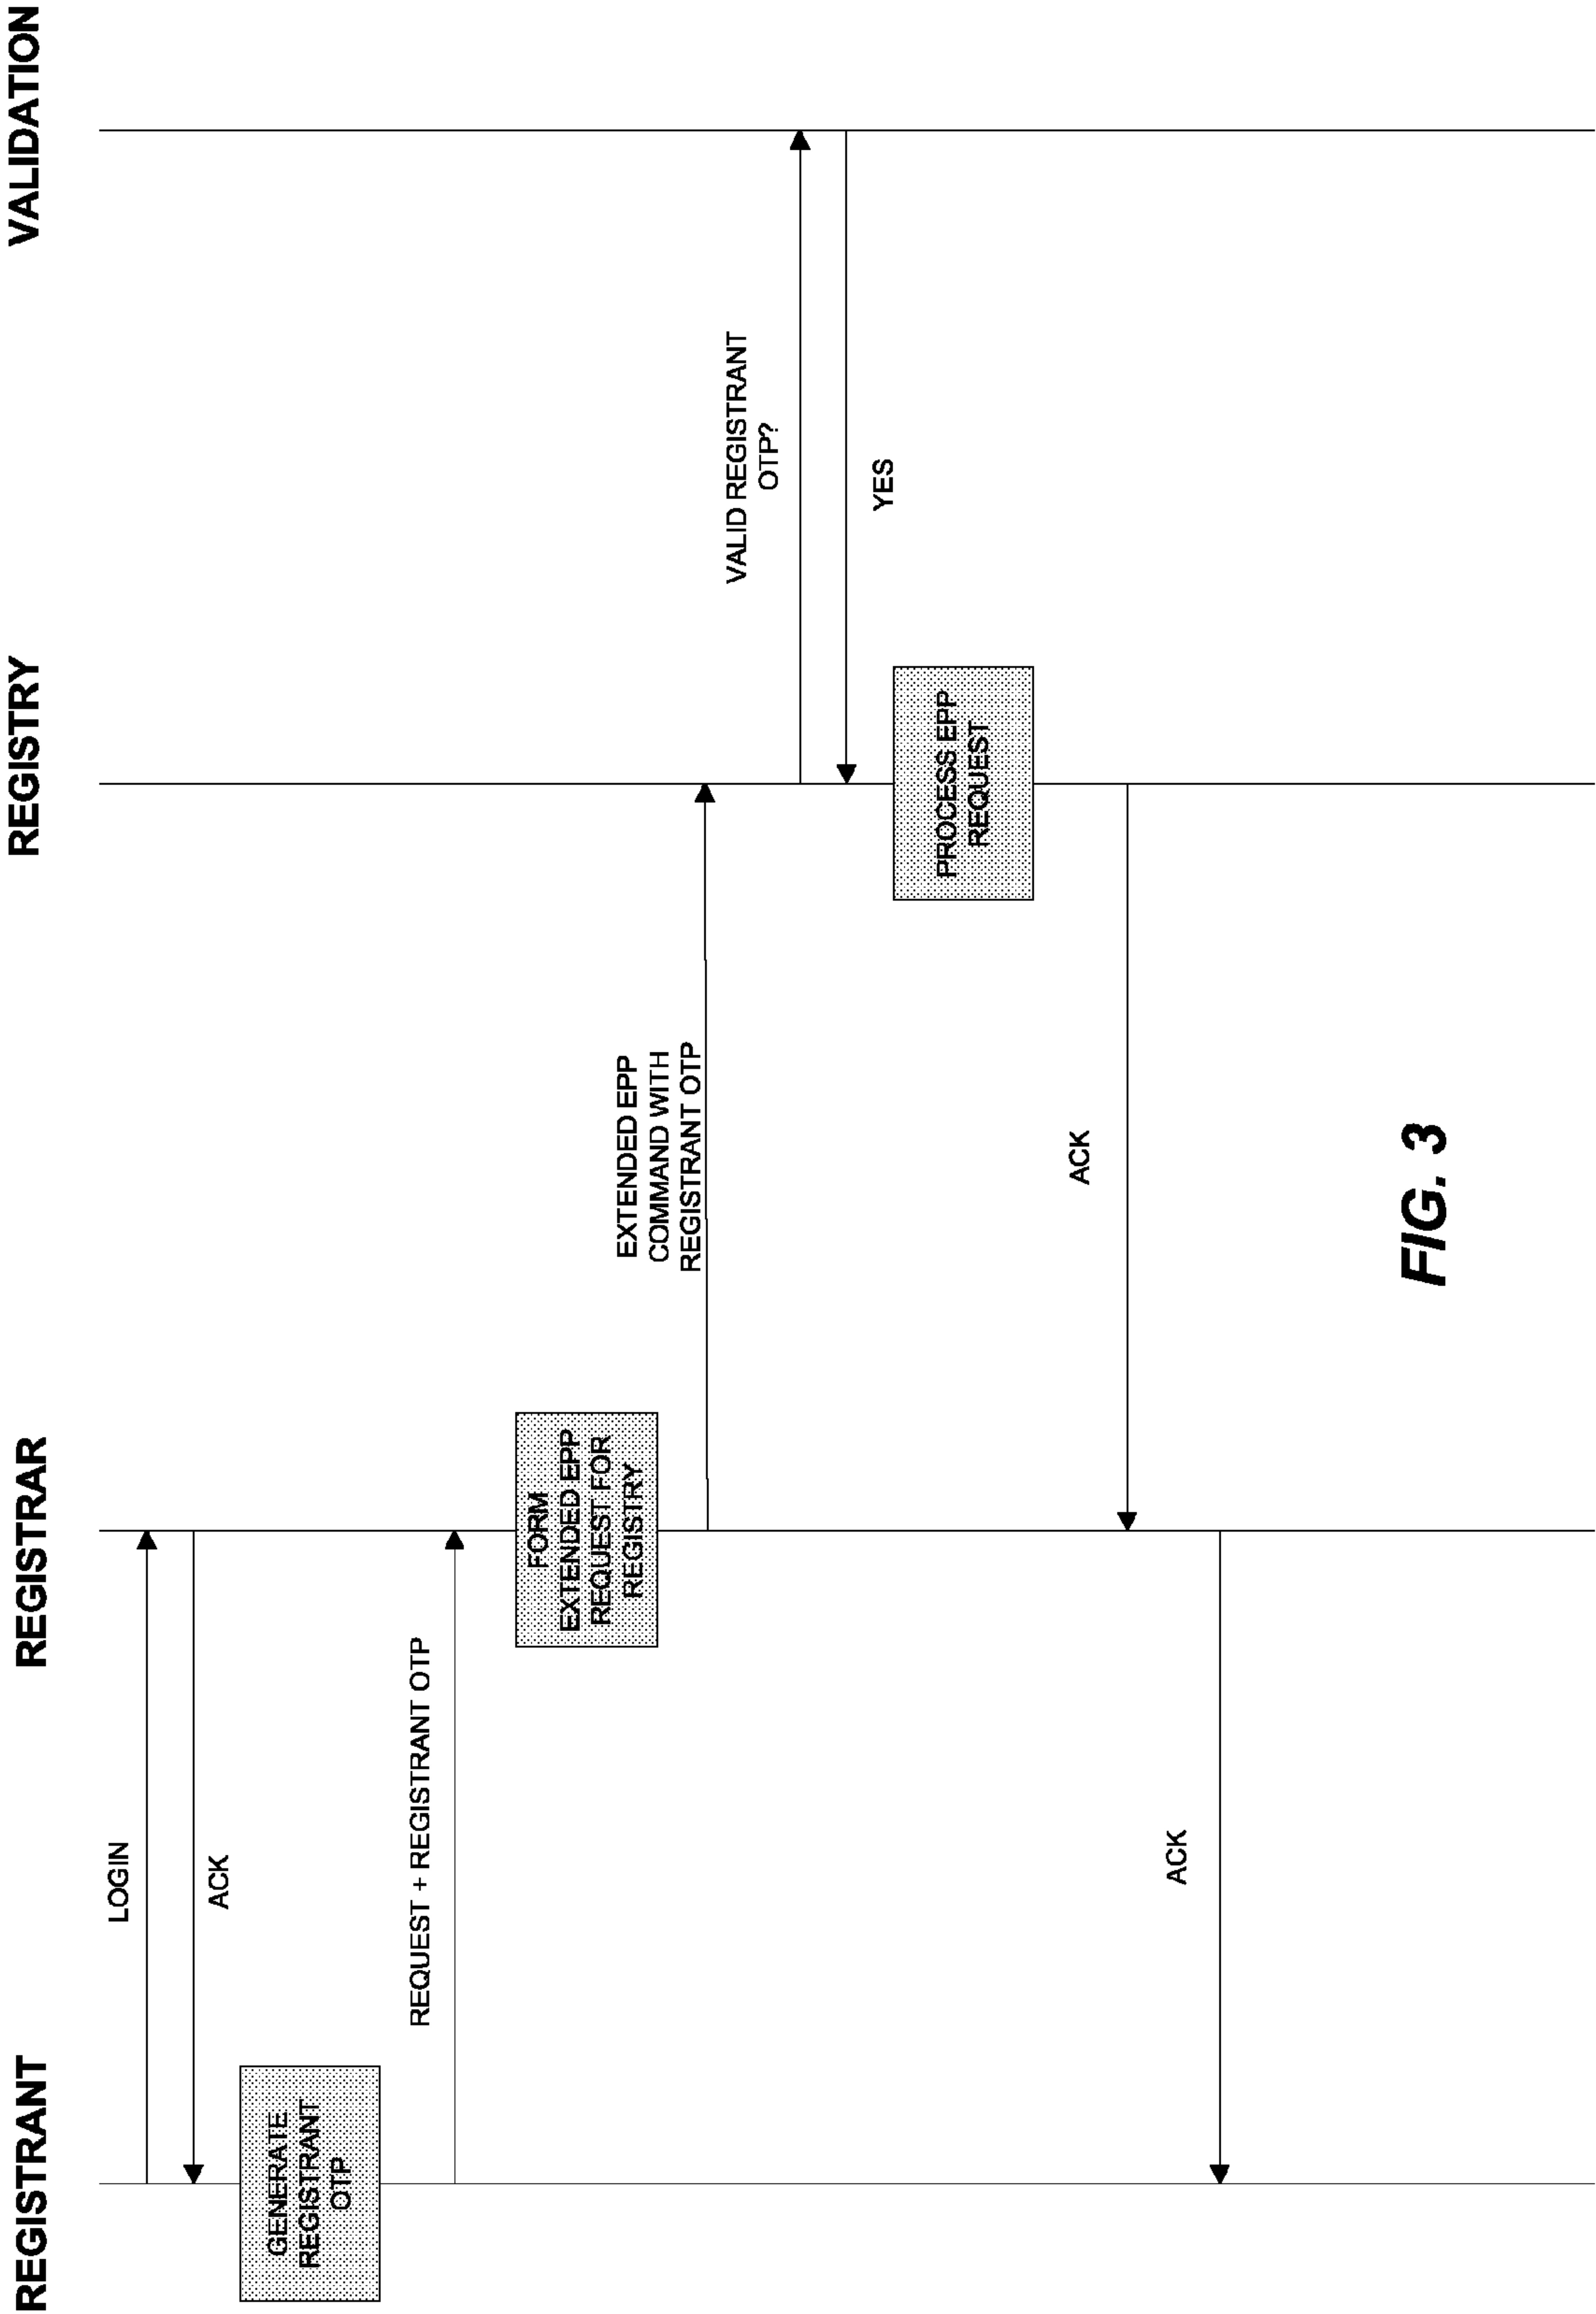 REGISTRANT
REGISTRAR
REGISTRY
VALIDATION
LOGIN
ACK
GENERATE
REGISTRANT
OTP
REQUEST + REGISTRANT OTP
FORM
EXTENDED EPP
REQUEST FOR
REGISTRY
EXTENDED EPP
COMMAND WITH
REGISTRANT OTP
VALID REGISTRANT
OTP?
YES
PROCESS EPP
REQUEST
ACK
ACK
FIG. 3